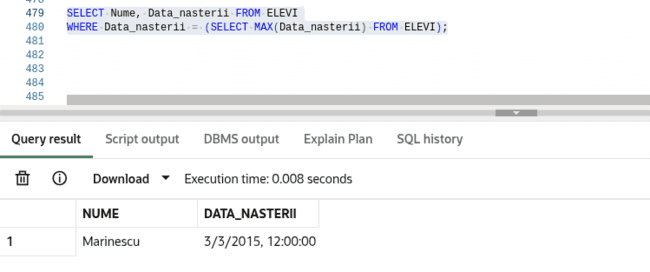 479 SELECT Nume, Data_nasterii FROM ELEVI
480 WHERE Data_nasterii = (SELECT MAX(Data_nasterii) FROM ELEVI);
481
482
483
484
485
Query result Script output DBMS output Explain Plan SQL history
Download Execution time: 0.008 seconds
NUME DATA_NASTERII
1 Marinescu 3/3/2015, 12:00:00